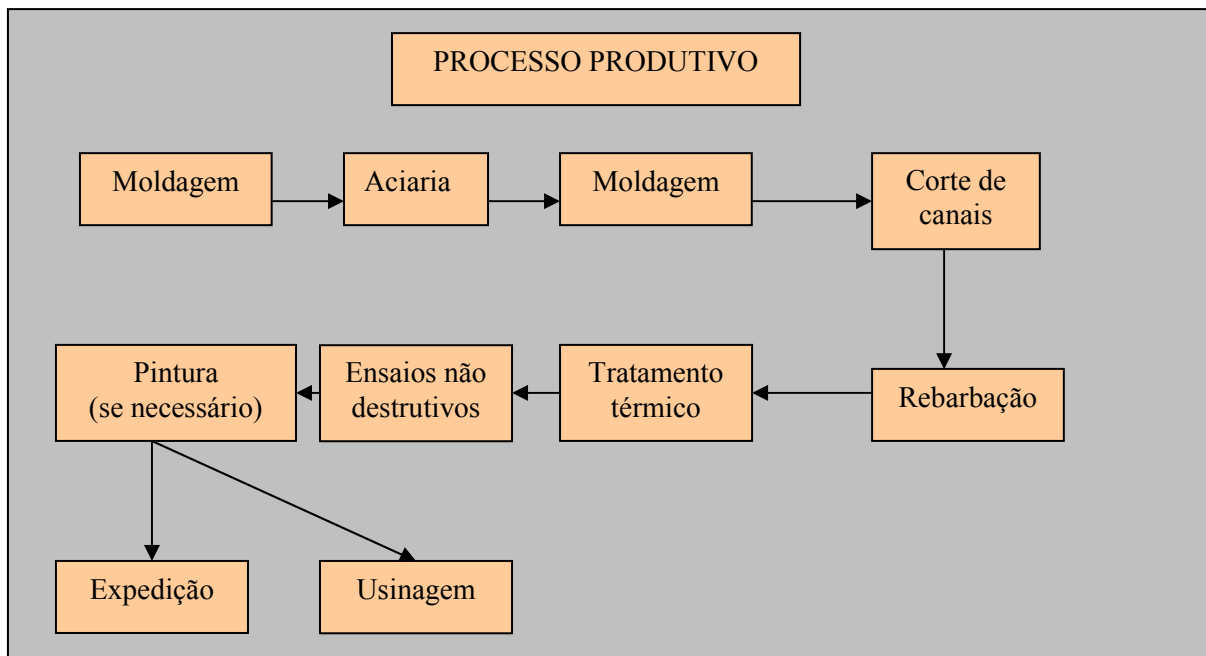 PROCESSO PRODUTIVO
Moldagem
Aciaria
Moldagem
Corte de
canais
Rebarbação
Tratamento
térmico
Ensaios não
destrutivos
Pintura
(se necessário)
Expedição
Usinagem